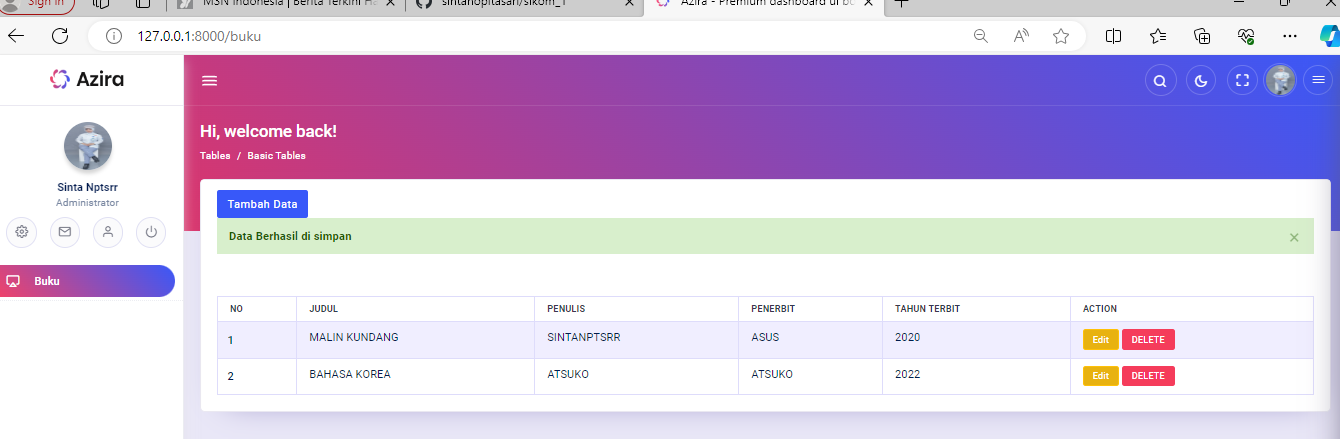 Sign in
MSN Indonesia | Berita Terkini Ha
sintanopitasari/sikom_1
Azira - Premium dashboard ui bo
127.0.0.1:8000/buku
Azira
Hi, welcome back!
Tables / Basic Tables
Sinta Nptsrr
Administrator
Buku
Tambah Data
Data Berhasil di simpan
NO JUDUL PENULIS PENERBIT TAHUN TERBIT ACTION
1 MALIN KUNDANG SINTANPTSRR ASUS 2020 Edit DELETE
2 BAHASA KOREA ATSUKO ATSUKO 2022 Edit DELETE